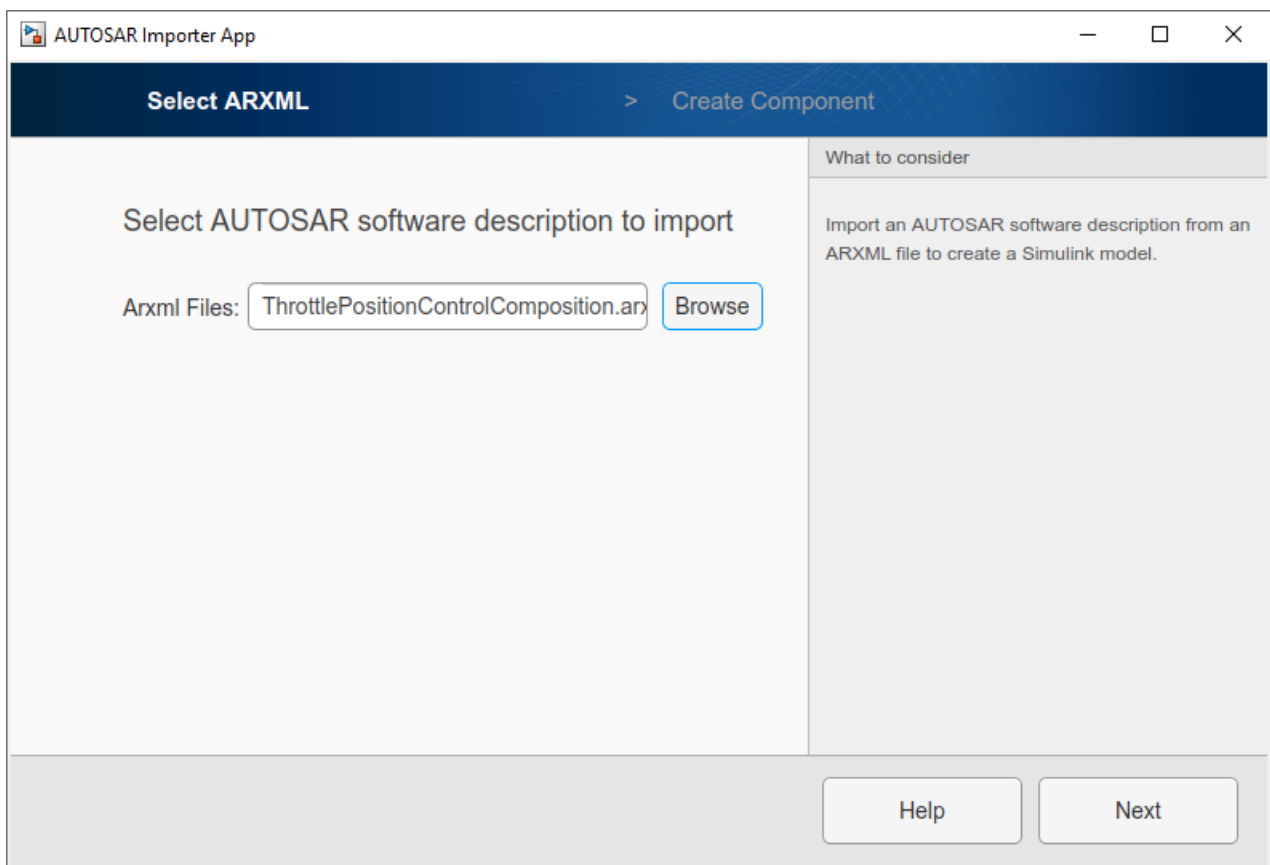 AUTOSAR Importer App
Select ARXML > Create Component
What to consider
Select AUTOSAR software description to import
Import an AUTOSAR software description from an
ARXML file to create a Simulink model.
Arxml Files: ThrottlePositionControlComposition.arx Browse
Help Next